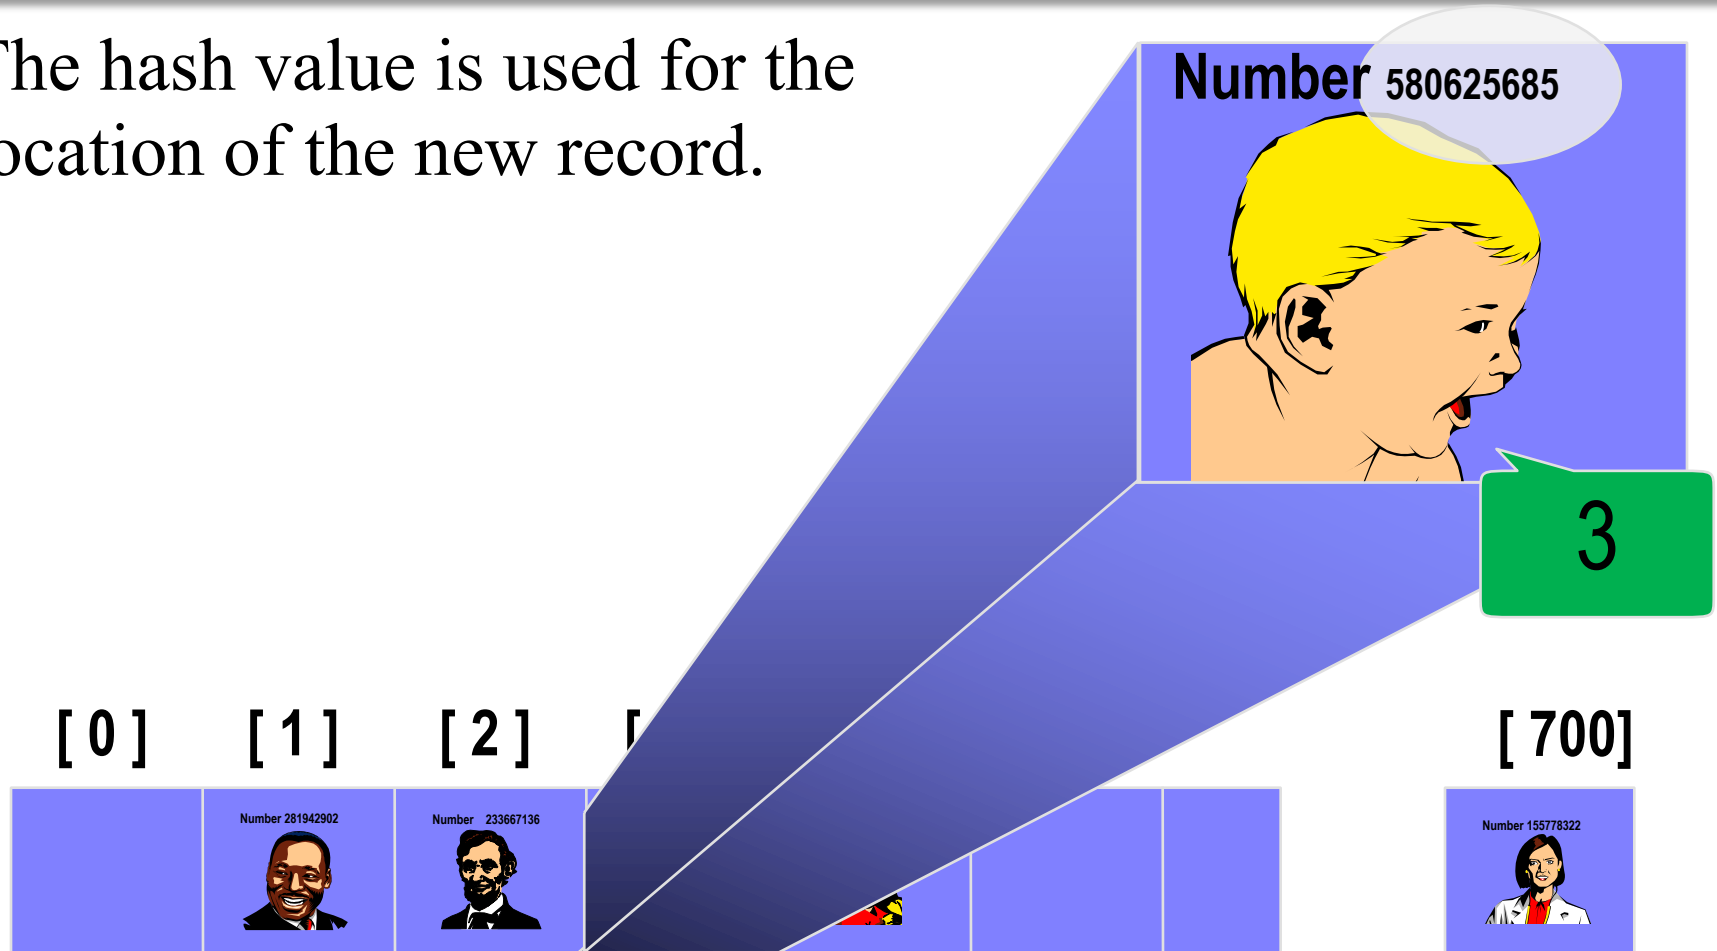 The hash value is used for the
ocation of the new record.
Number 580625685
3
[ 0 ] [ 1 ] [ 2 ] [ [ 700]
Number 281942902
Number 233667136
Number 155778322